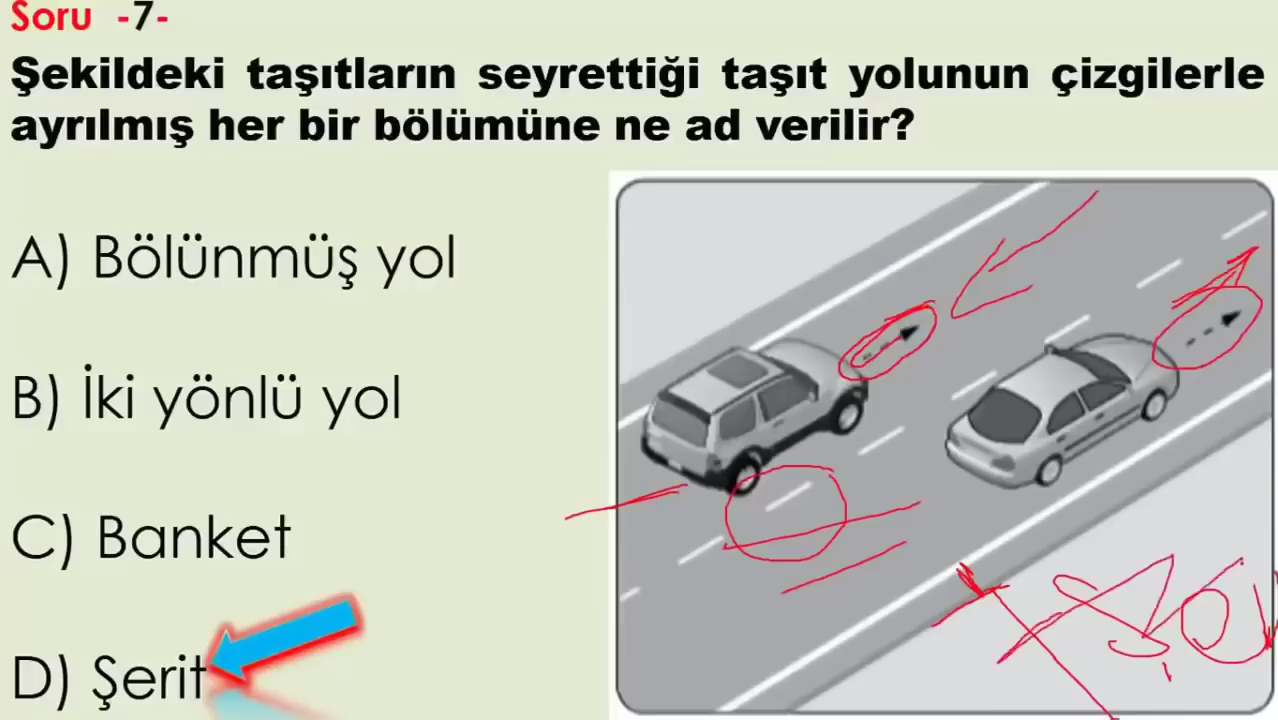 Soru -7-
Şekildeki taşıtların seyrettiği taşıt yolunun çizgilerle
ayrılmış her bir bölümüne ne ad verilir?
A) Bölünmüş yol
B) İki yönlü yol
C) Banket
D) Şerit